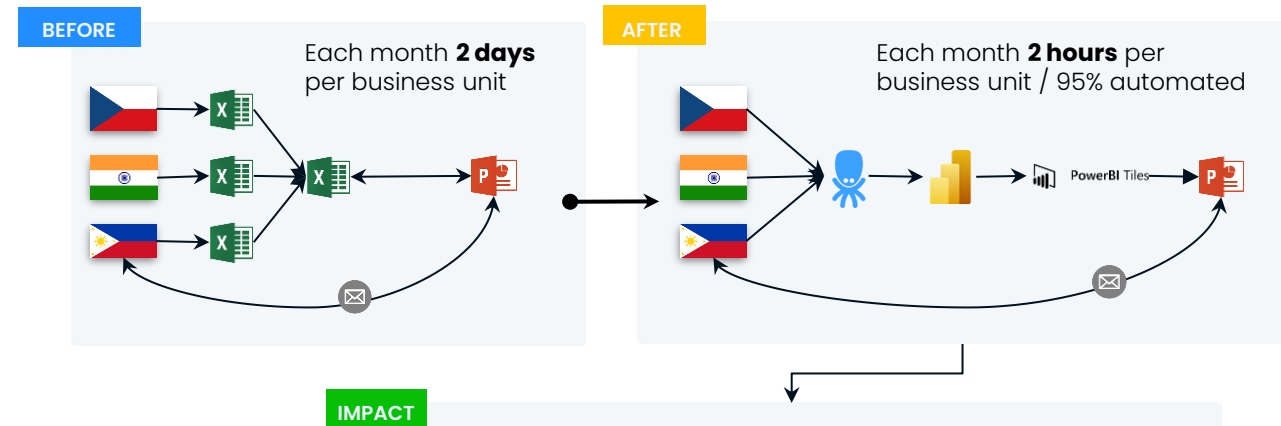 BEFORE
Each month 2 days
per business unit
X
X
X
X
P
AFTER
Each month 2 hours per
business unit / 95% automated
PowerBI Tiles
P
IMPACT